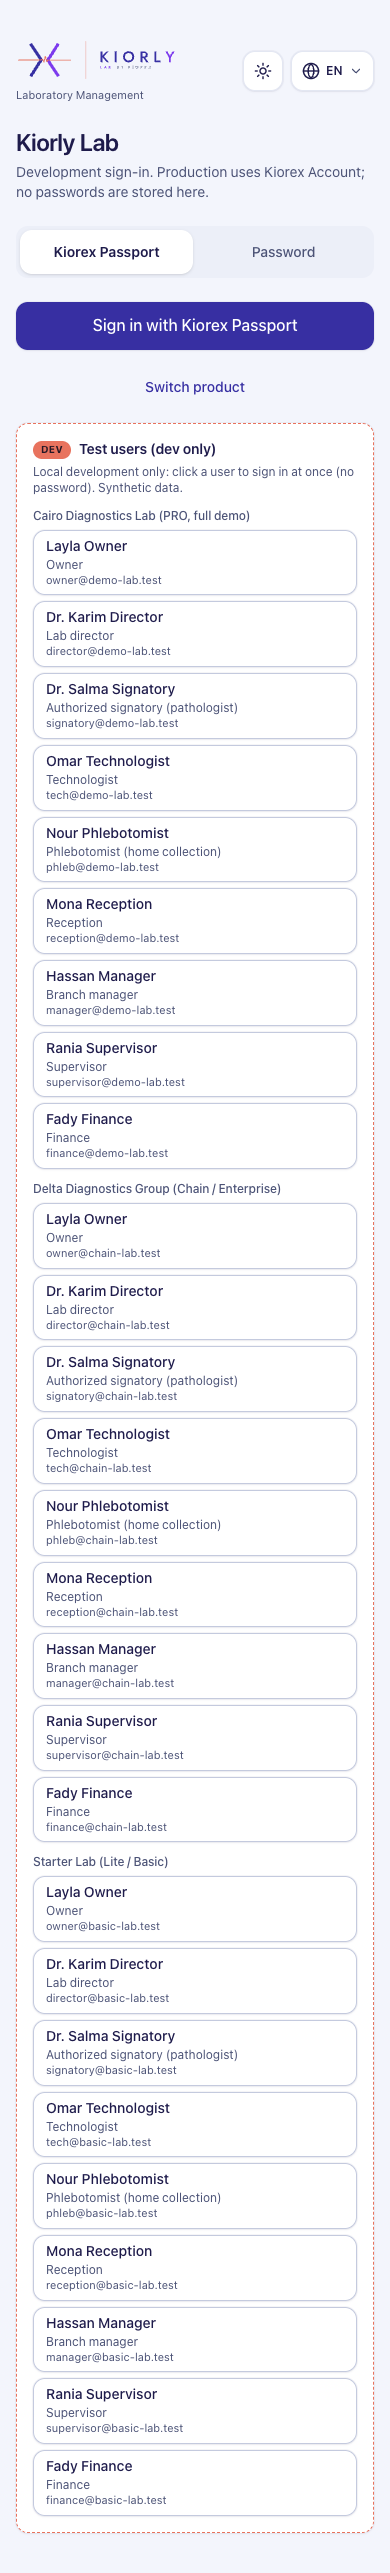 KIORLY
LAB BY KIOREX
Laboratory Management
EN
Kiorly Lab
Development sign-in. Production uses Kiorex Account;
no passwords are stored here.
Kiorex Passport
Password
Sign in with Kiorex Passport
Switch product
DEV
Test users (dev only)
Local development only: click a user to sign in at once (no
password). Synthetic data.
Cairo Diagnostics Lab (PRO, full demo)
Layla Owner
Owner
owner@demo-lab.test
Dr. Karim Director
Lab director
director@demo-lab.test
Dr. Salma Signatory
Authorized signatory (pathologist)
signatory@demo-lab.test
Omar Technologist
Technologist
tech@demo-lab.test
Nour Phlebotomist
Phlebotomist (home collection)
phleb@demo-lab.test
Mona Reception
Reception
reception@demo-lab.test
Hassan Manager
Branch manager
manager@demo-lab.test
Rania Supervisor
Supervisor
supervisor@demo-lab.test
Fady Finance
Finance
finance@demo-lab.test
Delta Diagnostics Group (Chain / Enterprise)
Layla Owner
Owner
owner@chain-lab.test
Dr. Karim Director
Lab director
director@chain-lab.test
Dr. Salma Signatory
Authorized signatory (pathologist)
signatory@chain-lab.test
Omar Technologist
Technologist
tech@chain-lab.test
Nour Phlebotomist
Phlebotomist (home collection)
phleb@chain-lab.test
Mona Reception
Reception
reception@chain-lab.test
Hassan Manager
Branch manager
manager@chain-lab.test
Rania Supervisor
Supervisor
supervisor@chain-lab.test
Fady Finance
Finance
finance@chain-lab.test
Starter Lab (Lite / Basic)
Layla Owner
Owner
owner@basic-lab.test
Dr. Karim Director
Lab director
director@basic-lab.test
Dr. Salma Signatory
Authorized signatory (pathologist)
signatory@basic-lab.test
Omar Technologist
Technologist
tech@basic-lab.test
Nour Phlebotomist
Phlebotomist (home collection)
phleb@basic-lab.test
Mona Reception
Reception
reception@basic-lab.test
Hassan Manager
Branch manager
manager@basic-lab.test
Rania Supervisor
Supervisor
supervisor@basic-lab.test
Fady Finance
Finance
finance@basic-lab.test